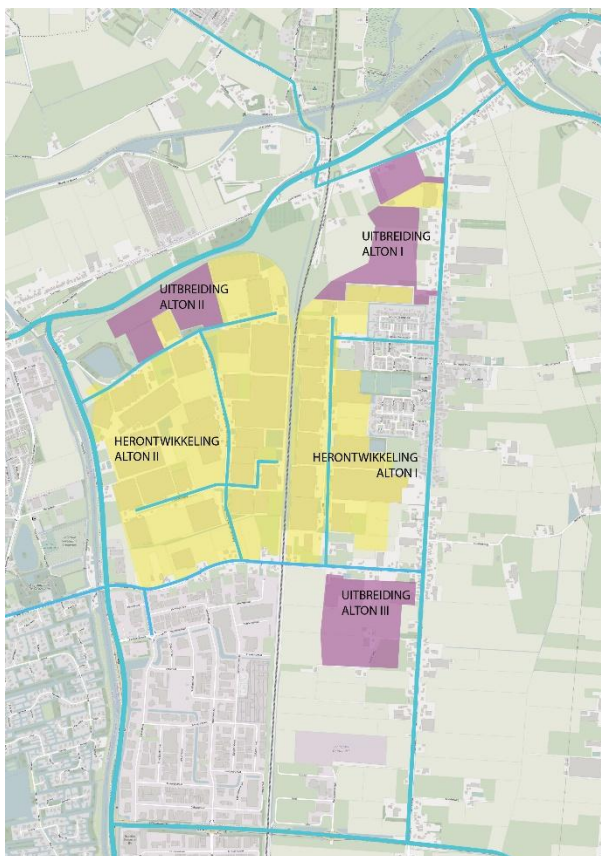 UITBREIDING
ALTON I
UITBREIDING
ALTON II
HERONTWIKKELING
ALTON II
HERONTWIKKELING
ALTON I
UITBREIDING
ALTON III